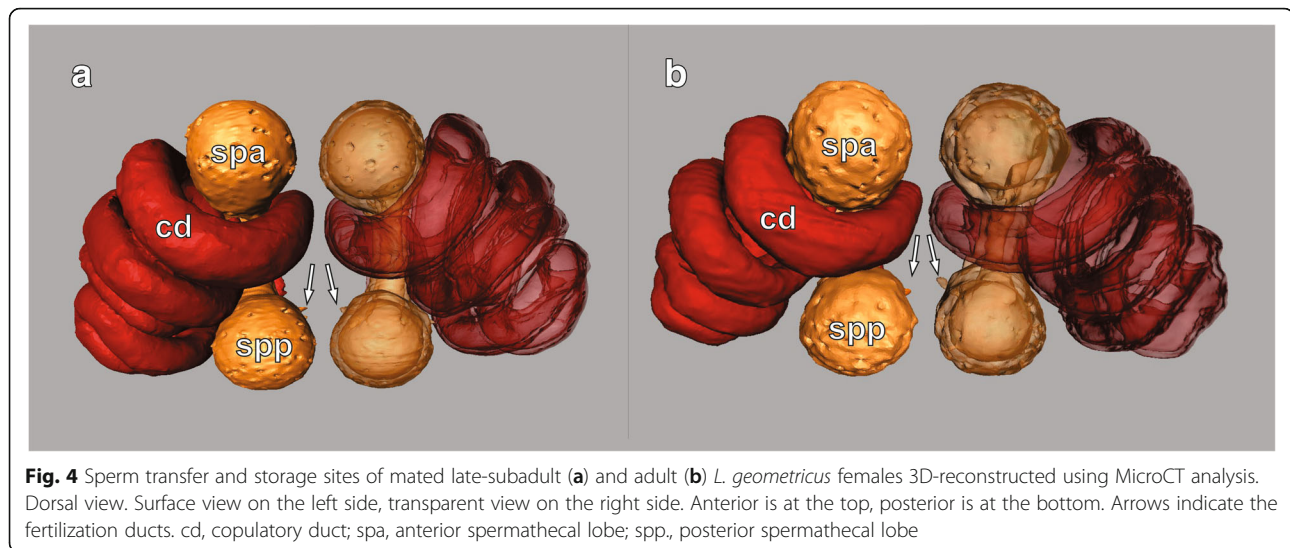 a
b
spa
spa
cd
cd
spp
spp
Fig. 4 Sperm transfer and storage sites of mated late-subadult (a) and adult (b) L. geometricus females 3D-reconstructed using MicroCT analysis.
Dorsal view. Surface view on the left side, transparent view on the right side. Anterior is at the top, posterior is at the bottom. Arrows indicate the
fertilization ducts. cd, copulatory duct; spa, anterior spermathecal lobe; spp., posterior spermathecal lobe